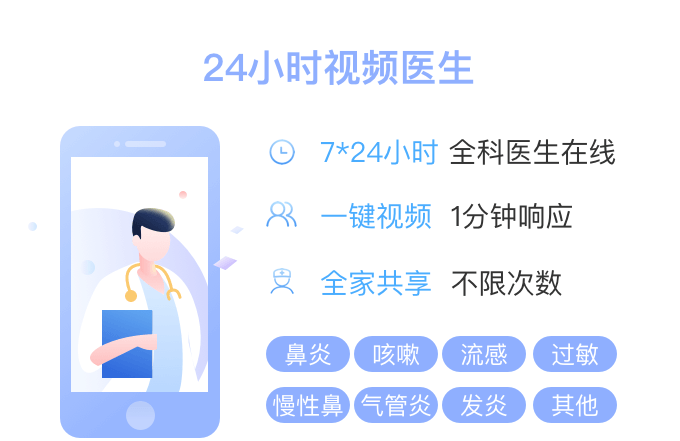 24小时视频医生
7*24小时 全科医生在线
一键视频 1分钟响应
全家共享 不限次数
鼻炎 咳嗽 流感 过敏
慢性鼻 气管炎 发炎 其他